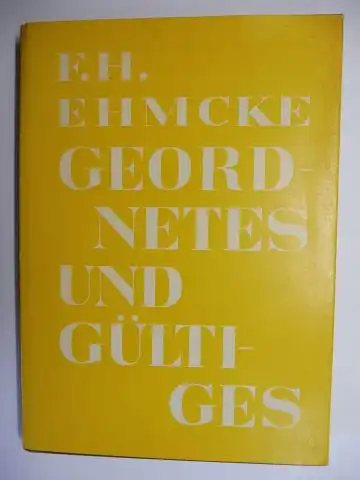 F.H.
EHMCKE
GEORD-
NETES
UND
GÜLTI-
GES